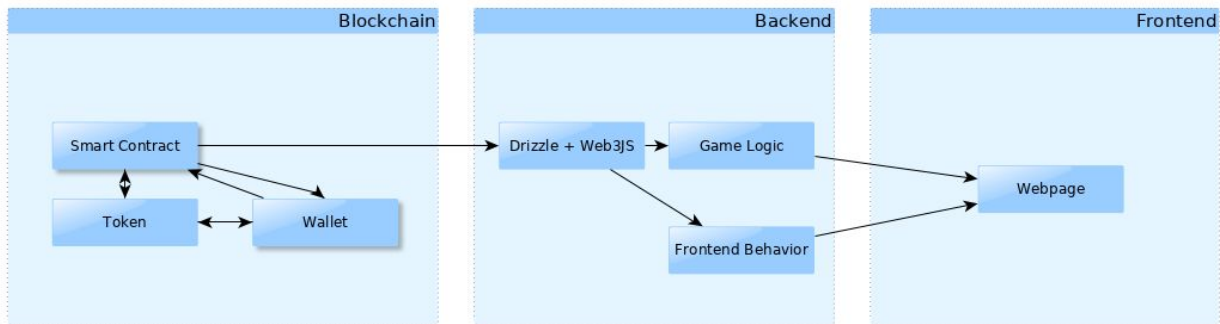 Blockchain
Backend
Frontend
Smart Contract
Drizzle + Web3JS
Game Logic
Webpage
Token
Wallet
Frontend Behavior